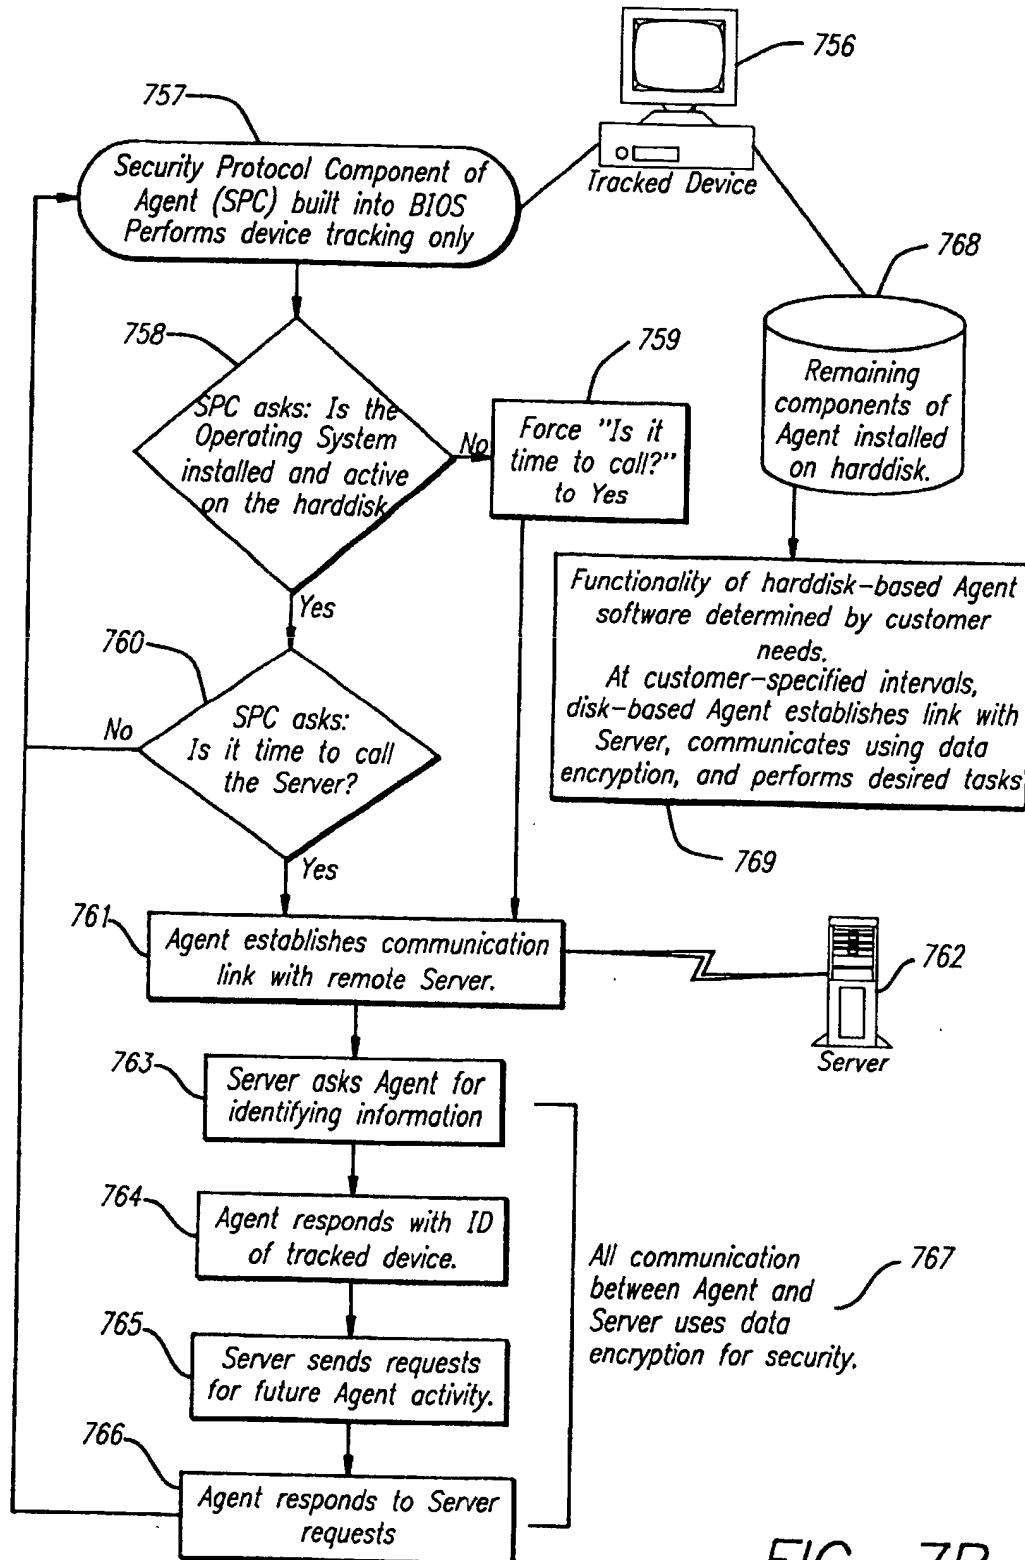 756
757
Security Protocol Component of
Agent (SPC) built into BIOS
Performs device tracking only
Tracked Device
768
758
759
SPC asks: Is the
Operating System
installed and active
on the harddisk
No
Force "Is it
time to call?"
to Yes
Remaining
components of
Agent installed
on harddisk.
Yes
Functionality of harddisk-based Agent
software determined by customer
needs.
At customer-specified intervals,
disk-based Agent establishes link with
Server, communicates using data
encryption, and performs desired tasks
760
No
SPC asks:
Is it time to call
the Server?
Yes
769
761
Agent establishes communication
link with remote Server.
762
Server
763
Server asks Agent for
identifying information
764
Agent responds with ID
of tracked device.
All communication
between Agent and
Server uses data
encryption for security.
767
765
Server sends requests
for future Agent activity.
766
Agent responds to Server
requests